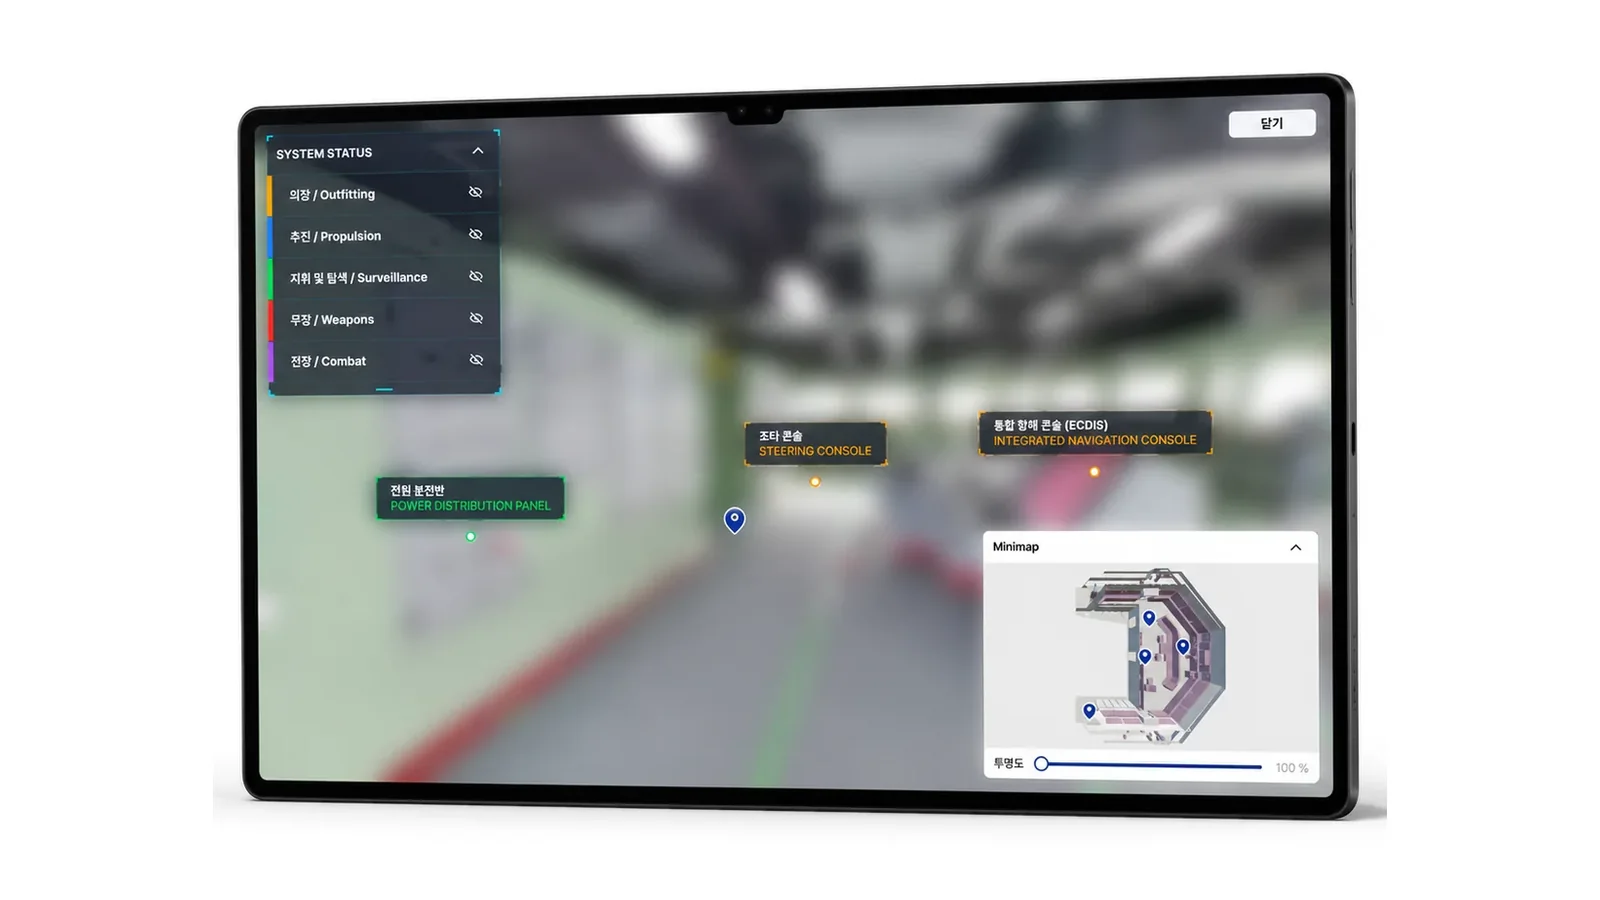 닫기
SYSTEM STATUS
의장 / Outfitting
추진 / Propulsion
지휘 및 탐색 / Surveillance
무장 / Weapons
전장 / Combat
통합 항해 콘솔 (ECDIS)
INTEGRATED NAVIGATION CONSOLE
조타 콘솔
STEERING CONSOLE
전원 분전반
POWER DISTRIBUTION PANEL
Minimap
투명도
100 %